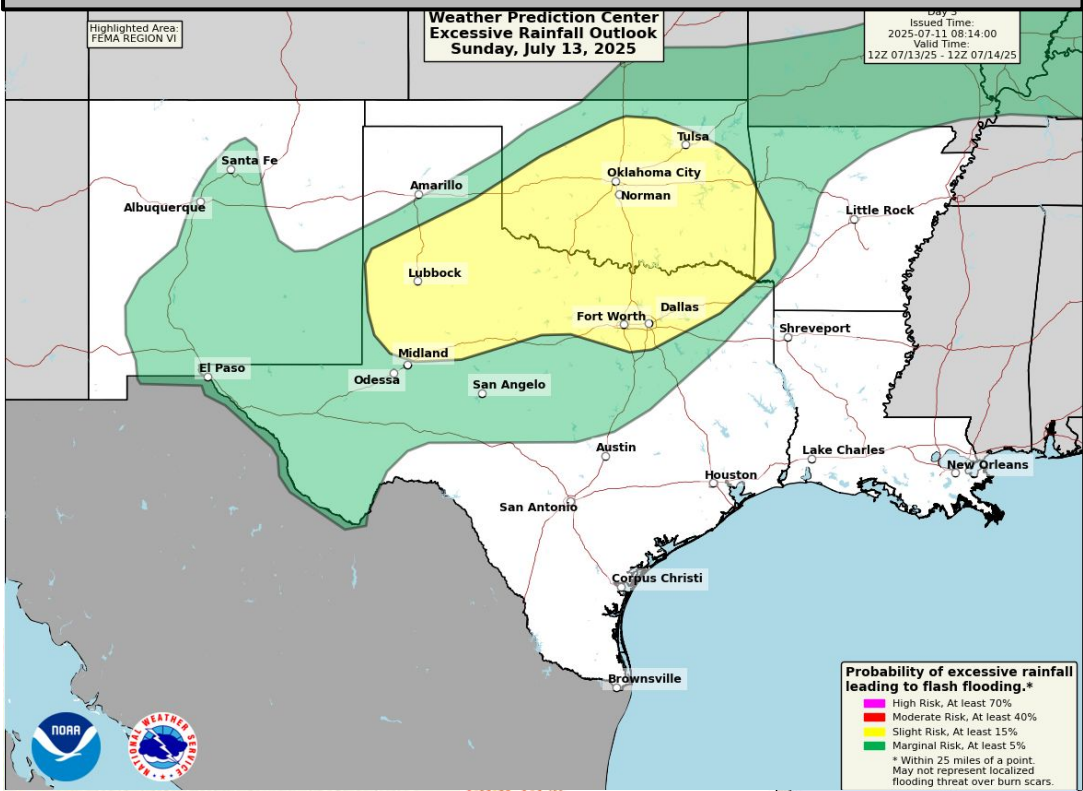 Highlighted Area:
FEMA REGION VI
Weather Prediction Center
Excessive Rainfall Outlook
Sunday, July 13, 2025
Day 3
Issued Time:
2025-07-11 08:14:00
Valid Time:
12Z 07/13/25 - 12Z 07/14/25
Tulsa
Santa Fe
Oklahoma City
Amarillo
Norman
Albuquerque
Little Rock
Lubbock
Dallas
Fort Worth
Shreveport
Midland
El Paso
Odessa
San Angelo
Austin
Lake Charles
New Orleans
Houston
San Antonio
Corpus Christi
Brownsville
Probability of excessive rainfall
leading to flash flooding.*
High Risk, At least 70%
Moderate Risk, At least 40%
Slight Risk, At least 15%
Marginal Risk, At least 5%
* Within 25 miles of a point.
May not represent localized
flooding threat over burn scars.
NOAA
NATIONAL WEATHER SERVICE